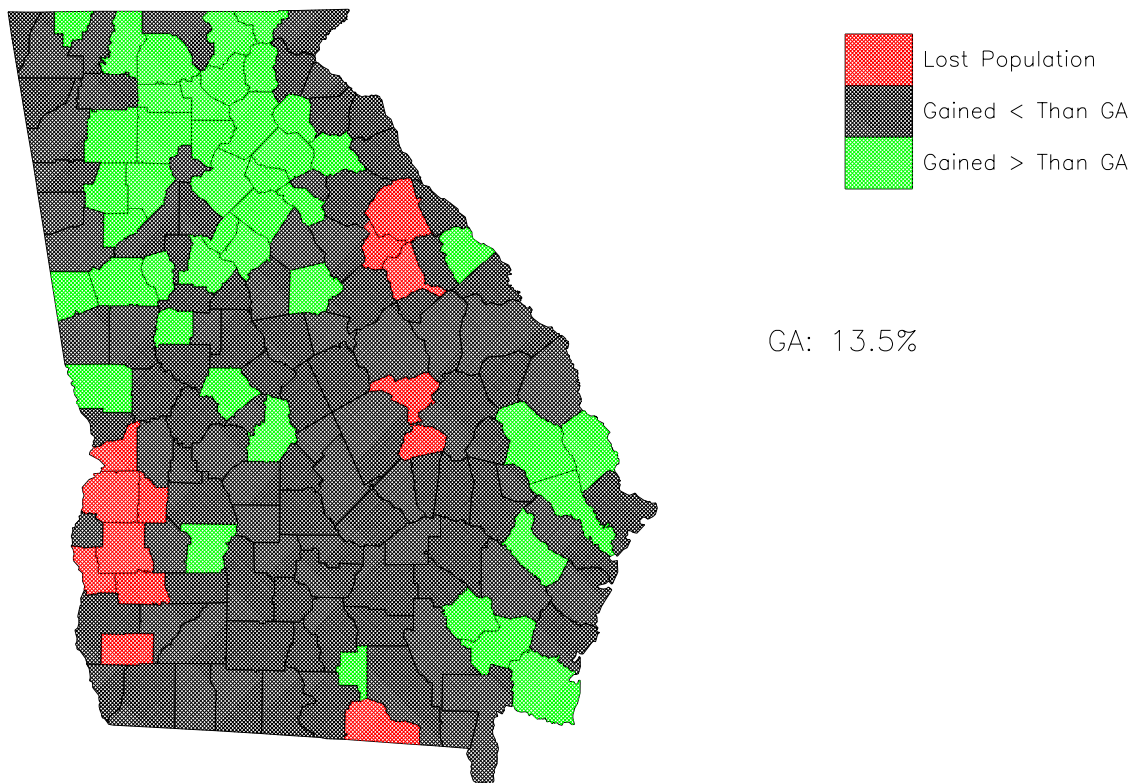 Lost Population
Gained < Than GA
Gained > Than GA
GA: 13.5%